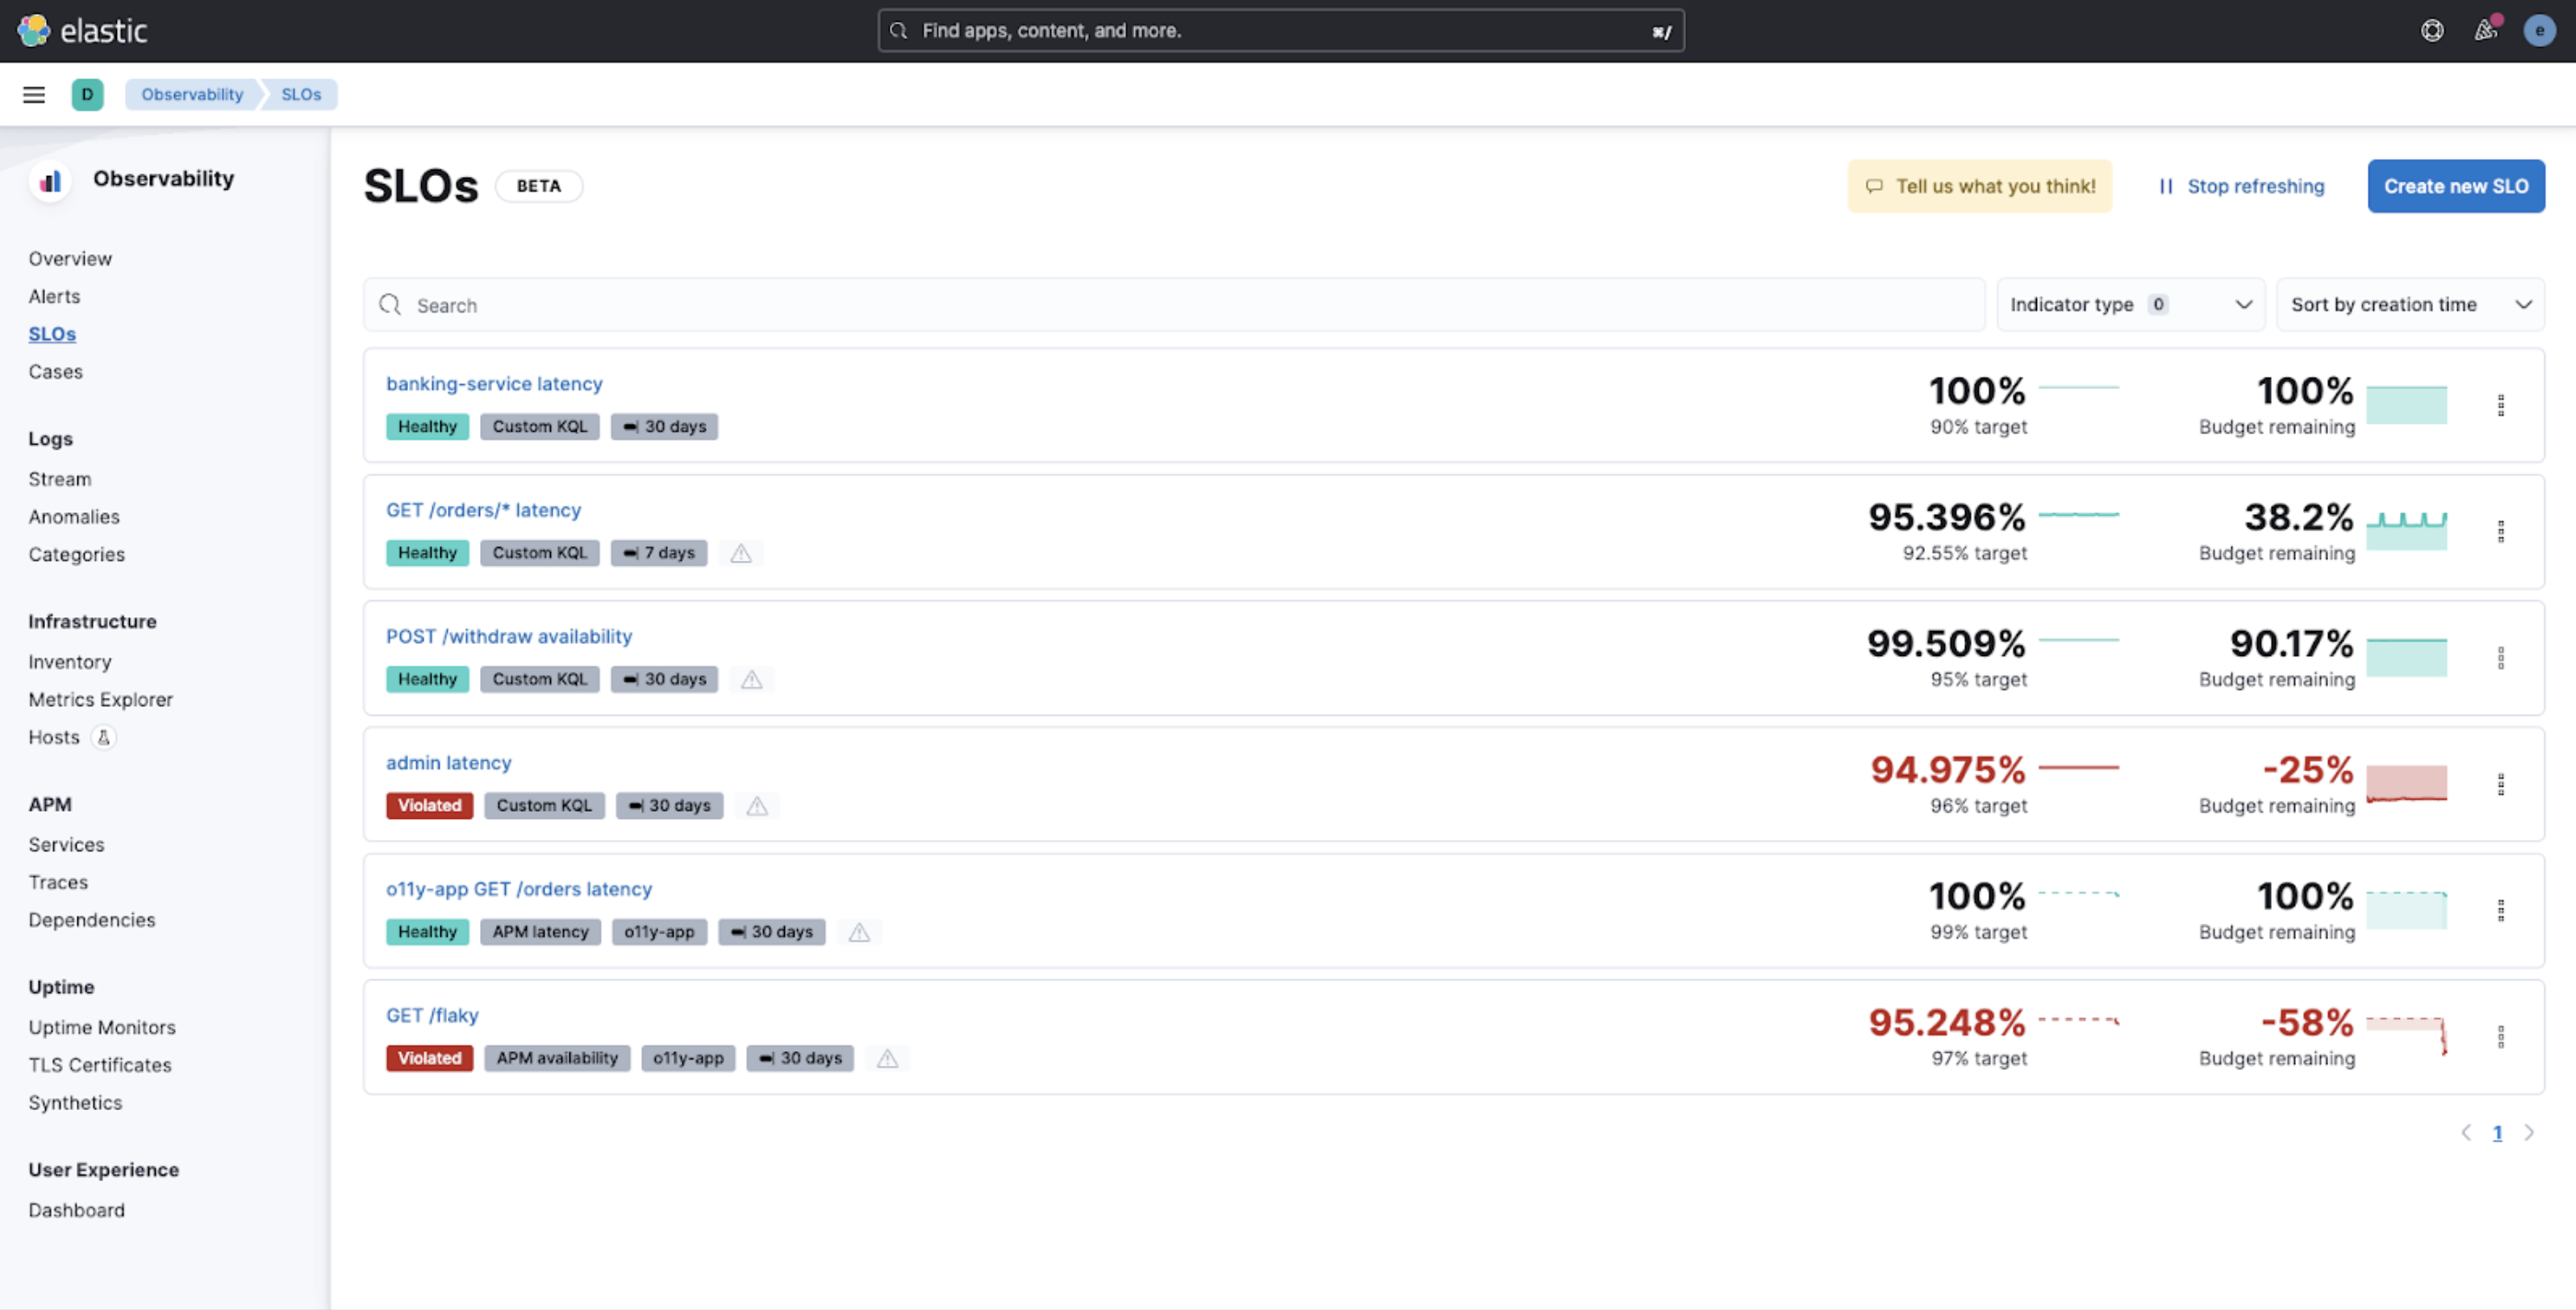 elastic
Find apps, content, and more.
⌘/
e
D
Observability
SLOs
Observability
Overview
Alerts
SLOs
Cases
Logs
Stream
Anomalies
Categories
Infrastructure
Inventory
Metrics Explorer
Hosts
APM
Services
Traces
Dependencies
Uptime
Uptime Monitors
TLS Certificates
Synthetics
User Experience
Dashboard
SLOs BETA
Tell us what you think!
Stop refreshing
Create new SLO
Search
Indicator type 0
Sort by creation time
banking-service latency
Healthy Custom KQL 30 days
100%
90% target
100%
Budget remaining
GET /orders/* latency
Healthy Custom KQL 7 days
95.396%
92.55% target
38.2%
Budget remaining
POST /withdraw availability
Healthy Custom KQL 30 days
99.509%
95% target
90.17%
Budget remaining
admin latency
Violated Custom KQL 30 days
94.975%
96% target
-25%
Budget remaining
o11y-app GET /orders latency
Healthy APM latency o11y-app 30 days
100%
99% target
100%
Budget remaining
GET /flaky
Violated APM availability o11y-app 30 days
95.248%
97% target
-58%
Budget remaining
1